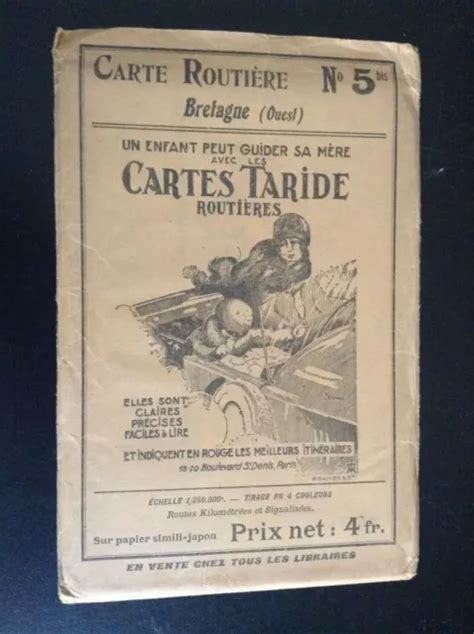 CARTE ROUTIÈRE No 5 bis
Bretagne (Ouest)
UN ENFANT PEUT GUIDER SA MÈRE
AVEC LES
CARTES TARIDE
ROUTIÈRES
ELLES SONT
CLAIRES
PRÉCISES
FACILES À LIRE
ET INDIQUENT EN ROUGE LES MEILLEURS ITINÉRAIRES
18-20 Boulevard St Denis, Paris
ÉCHELLE 1/250.000e. — TIRAGE EN 4 COULEURS
Routes Kilométrées et Signalisées.
Sur papier simili-japon Prix net : 4 fr.
EN VENTE CHEZ TOUS LES LIBRAIRES